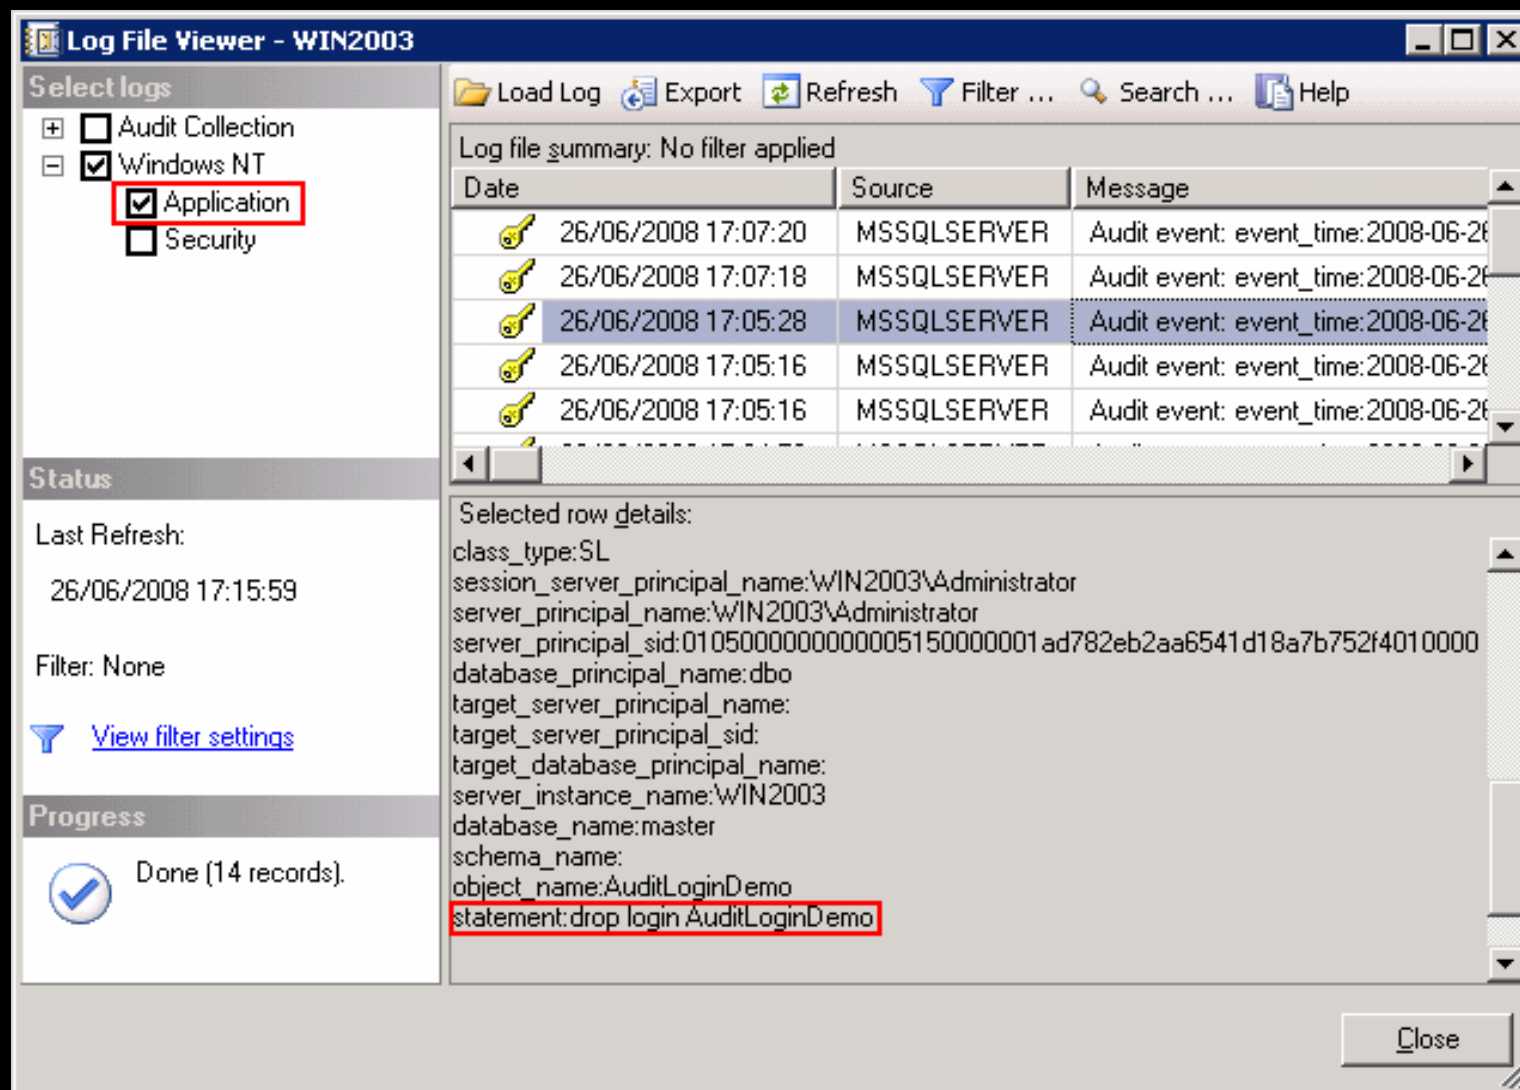 Log File Viewer - WIN2003
Select logs
Audit Collection
Windows NT
Application
Security
Status
Last Refresh:
26/06/2008 17:15:59
Filter: None
View filter settings
Progress
Done (14 records).
Load Log Export Refresh Filter ... Search ... Help
Log file summary: No filter applied
Date Source Message
26/06/2008 17:07:20 MSSQLSERVER Audit event: event_time:2008-06-26
26/06/2008 17:07:18 MSSQLSERVER Audit event: event_time:2008-06-26
26/06/2008 17:05:28 MSSQLSERVER Audit event: event_time:2008-06-26
26/06/2008 17:05:16 MSSQLSERVER Audit event: event_time:2008-06-26
26/06/2008 17:05:16 MSSQLSERVER Audit event: event_time:2008-06-26
Selected row details:
class_type:SL
session_server_principal_name:WIN2003\Administrator
server_principal_name:WIN2003\Administrator
server_principal_sid:0105000000000005150000001ad782eb2aa6541d18a7b752f4010000
database_principal_name:dbo
target_server_principal_name:
target_server_principal_sid:
target_database_principal_name:
server_instance_name:WIN2003
database_name:master
schema_name:
object_name:AuditLoginDemo
statement:drop login AuditLoginDemo
Close